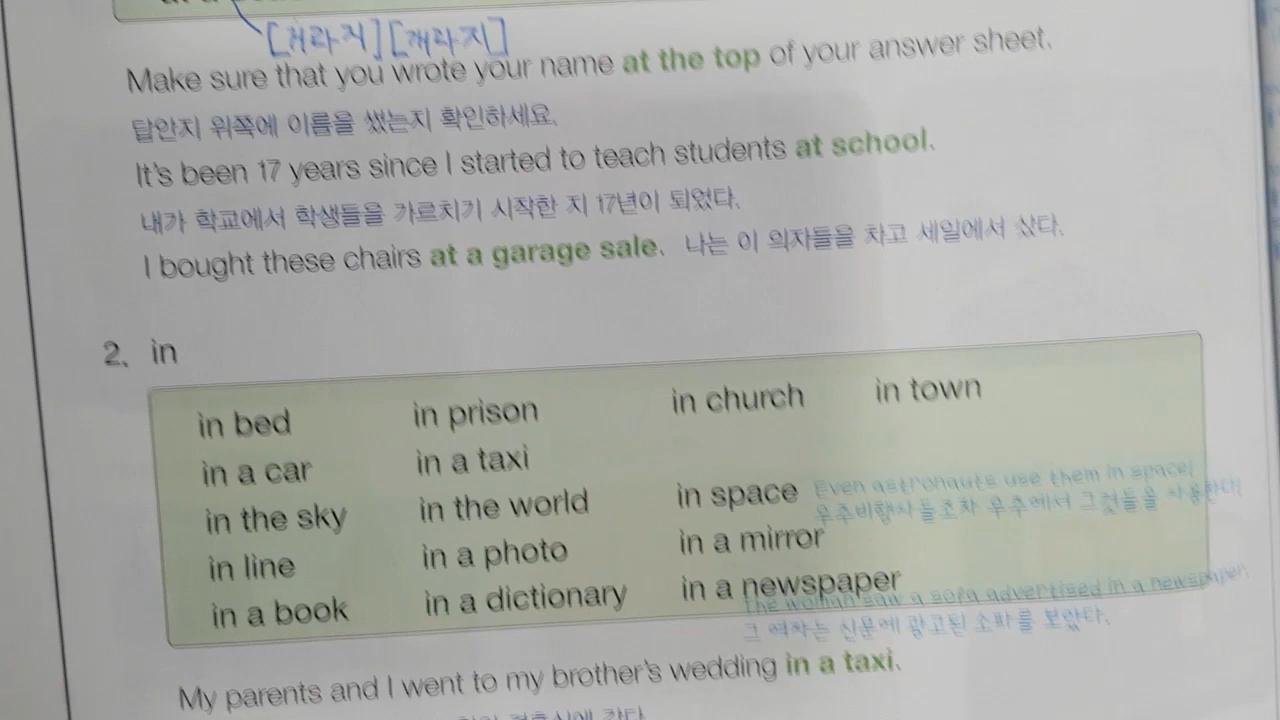 [거라지][개라지]
Make sure that you wrote your name at the top of your answer sheet.
답안지 위쪽에 이름을 썼는지 확인하세요.
It's been 17 years since I started to teach students at school.
내가 학교에서 학생들을 가르치기 시작한 지 17년이 되었다.
I bought these chairs at a garage sale. 나는 이 의자들을 차고 세일에서 샀다.
2. in
in bed in prison in church in town
in a car in a taxi
in the sky in the world in space Even astronauts use them in space!
우주비행사들조차 우주에서 그것들을 사용한다!
in line in a photo in a mirror
in a book in a dictionary in a newspaper
The woman saw a sofa advertised in a newspaper.
그 여자는 신문에 광고된 소파를 보았다.
My parents and I went to my brother's wedding in a taxi.